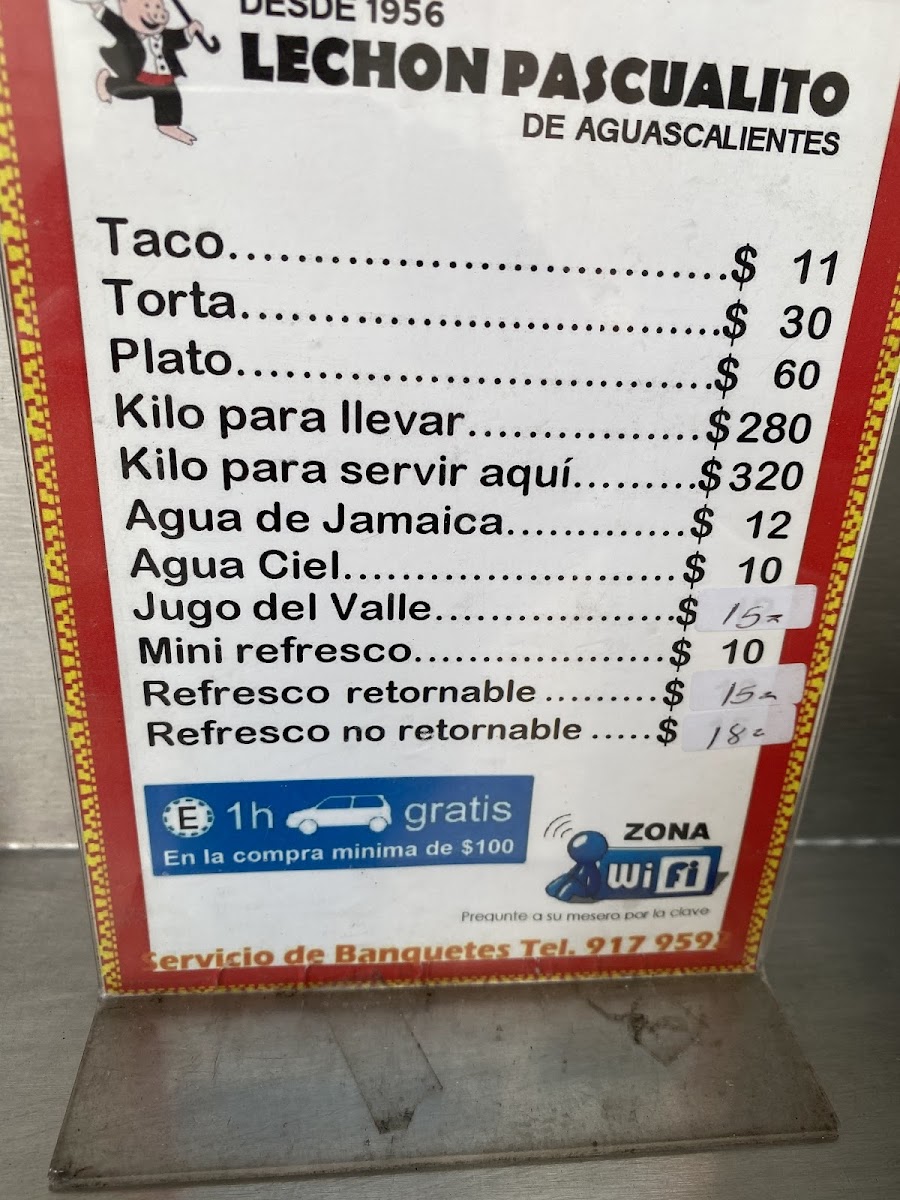 DESDE 1956
LECHON PASCUALITO
DE AGUASCALIENTES
Taco..............................$ 11
Torta..............................$ 30
Plato..............................$ 60
Kilo para llevar.................$280
Kilo para servir aquí.........$320
Agua de Jamaica.............$ 12
Agua Ciel.........................$ 10
Jugo del Valle...................$ 15
Mini refresco....................$ 10
Refresco retornable.........$ 15
Refresco no retornable.....$ 18
E 1h gratis
En la compra minima de $100
ZONA
WiFi
Pregunte a su mesero por la clave
Servicio de Banquetes Tel. 917 9592